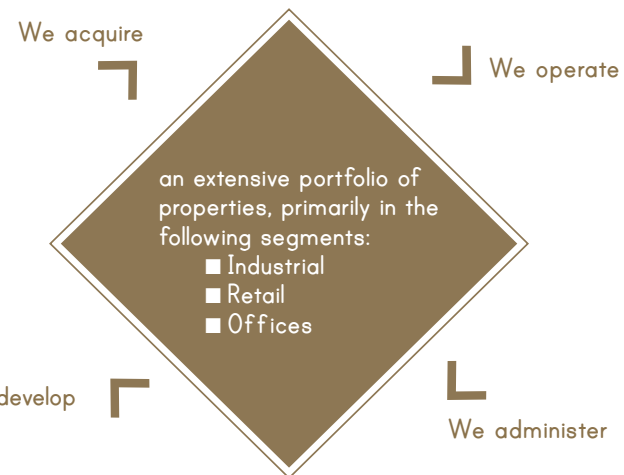 We acquire
We operate
an extensive portfolio of
properties, primarily in the
following segments:
■ Industrial
■ Retail
■ Offices
develop
We administer